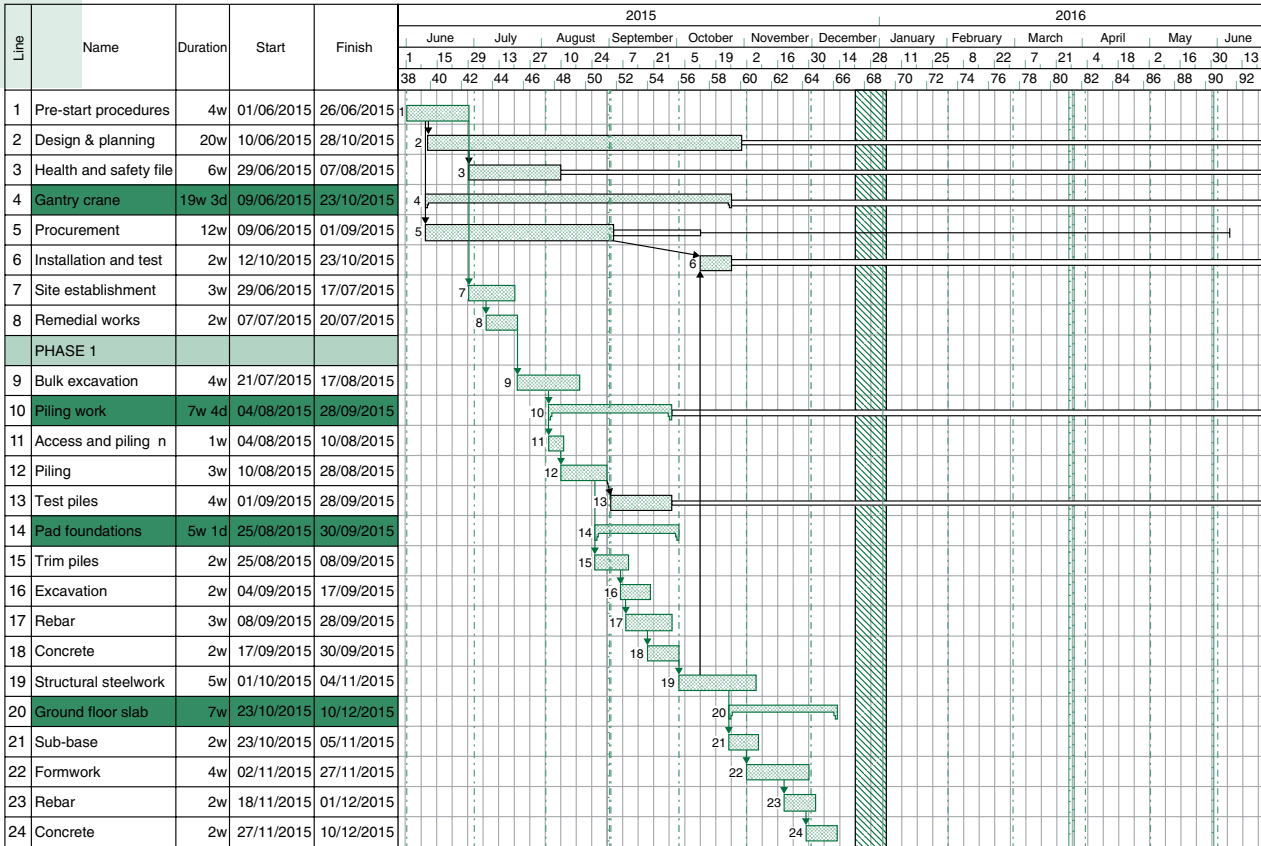 2015 2016
Line Name Duration Start Finish
June July August September October November December January February March April May June
1 15 29 13 27 10 24 7 21 5 19 2 16 30 14 28 11 25 8 22 7 21 4 18 2 16 30 13
38 40 42 44 46 48 50 52 54 56 58 60 62 64 66 68 70 72 74 76 78 80 82 84 86 88 90 92
1 Pre-start procedures 4w 01/06/2015 26/06/2015 1
2 Design & planning 20w 10/06/2015 28/10/2015 2
3 Health and safety file 6w 29/06/2015 07/08/2015 3
4 Gantry crane 19w 3d 09/06/2015 23/10/2015 4
5 Procurement 12w 09/06/2015 01/09/2015 5
6 Installation and test 2w 12/10/2015 23/10/2015 6
7 Site establishment 3w 29/06/2015 17/07/2015 7
8 Remedial works 2w 07/07/2015 20/07/2015 8
PHASE 1
9 Bulk excavation 4w 21/07/2015 17/08/2015 9
10 Piling work 7w 4d 04/08/2015 28/09/2015 10
11 Access and piling n 1w 04/08/2015 10/08/2015 11
12 Piling 3w 10/08/2015 28/08/2015 12
13 Test piles 4w 01/09/2015 28/09/2015 13
14 Pad foundations 5w 1d 25/08/2015 30/09/2015 14
15 Trim piles 2w 25/08/2015 08/09/2015 15
16 Excavation 2w 04/09/2015 17/09/2015 16
17 Rebar 3w 08/09/2015 28/09/2015 17
18 Concrete 2w 17/09/2015 30/09/2015 18
19 Structural steelwork 5w 01/10/2015 04/11/2015 19
20 Ground floor slab 7w 23/10/2015 10/12/2015 20
21 Sub-base 2w 23/10/2015 05/11/2015 21
22 Formwork 4w 02/11/2015 27/11/2015 22
23 Rebar 2w 18/11/2015 01/12/2015 23
24 Concrete 2w 27/11/2015 10/12/2015 24